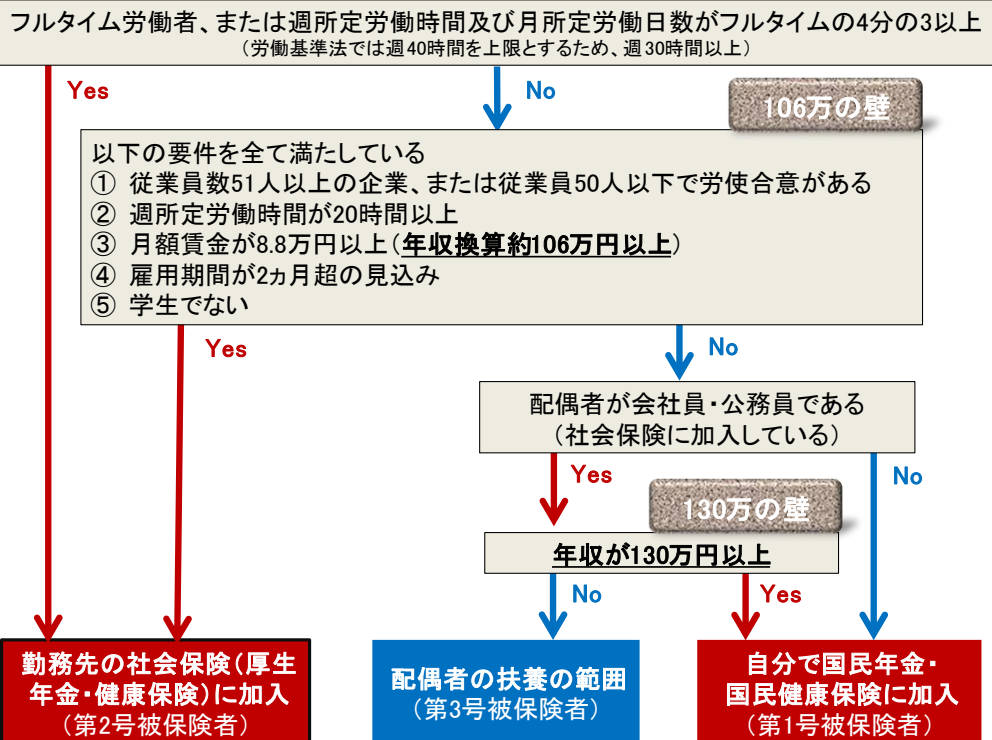 フルタイム労働者、または週所定労働時間及び月所定労働日数がフルタイムの4分の3以上
（労働基準法では週40時間を上限とするため、週30時間以上）
Yes
No
106万の壁
以下の要件を全て満たしている
① 従業員数51人以上の企業、または従業員50人以下で労使合意がある
② 週所定労働時間が20時間以上
③ 月額賃金が8.8万円以上（年収換算約106万円以上）
④ 雇用期間が2ヵ月超の見込み
⑤ 学生でない
Yes
No
配偶者が会社員・公務員である
（社会保険に加入している）
Yes
No
130万の壁
年収が130万円以上
No
Yes
勤務先の社会保険（厚生
年金・健康保険）に加入
（第2号被保険者）
配偶者の扶養の範囲
（第3号被保険者）
自分で国民年金・
国民健康保険に加入
（第1号被保険者）